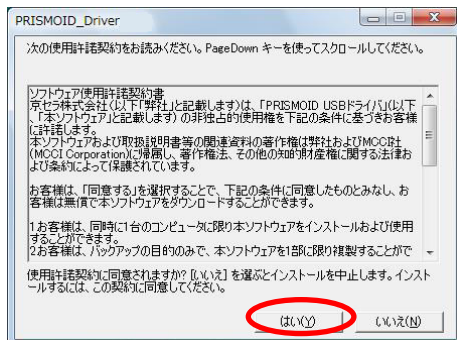 PRISMOID_Driver
次の使用許諾契約をお読みください。PageDown キーを使ってスクロールしてください。
ソフトウェア使用許諾契約書
京セラ株式会社(以下「弊社」と記載します)は、「PRISMOID USBドライバ」(以下
、「本ソフトウェア」と記載します) の非独占的使用権を下記の条件に基づきお客様
に許諾します。
本ソフトウェアおよび取扱説明書等の関連資料の著作権は弊社およびMCCI社
(MCCI Corporation)に帰属し、著作権法、その他の知的財産権に関する法律お
よび条約によって保護されています。
お客様は、「同意する」を選択することで、下記の条件に同意したものとみなし、お
客様は無償で本ソフトウェアをダウンロードすることができます。
1お客様は、同時に1台のコンピュータに限り本ソフトウェアをインストールおよび使用
することができます。
2お客様は、バックアップの目的のみで、本ソフトウェアを1部に限り複製することがで
使用許諾契約に同意されますか? [いいえ] を選ぶとインストールを中止します。インスト
ールするには、この契約に同意してください。
はい(Y)
いいえ(N)